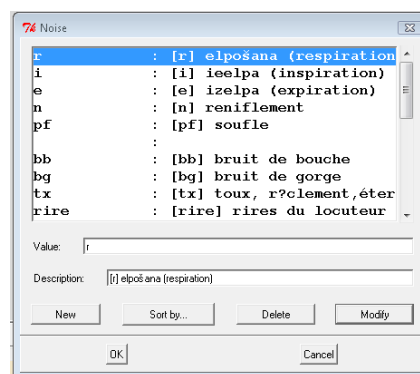 Noise
r : [r] elpošana (respiration
i : [i] ieelpa (inspiration)
e : [e] izelpa (expiration)
n : [n] reniflement
pf : [pf] soufle
:
bb : [bb] bruit de bouche
bg : [bg] bruit de gorge
tx : [tx] toux, r?clement,éter
rire : [rire] rires du locuteur
Value: r
Description: [r] elpoš ana (respiration)
New Sort by... Delete Modify
OK Cancel